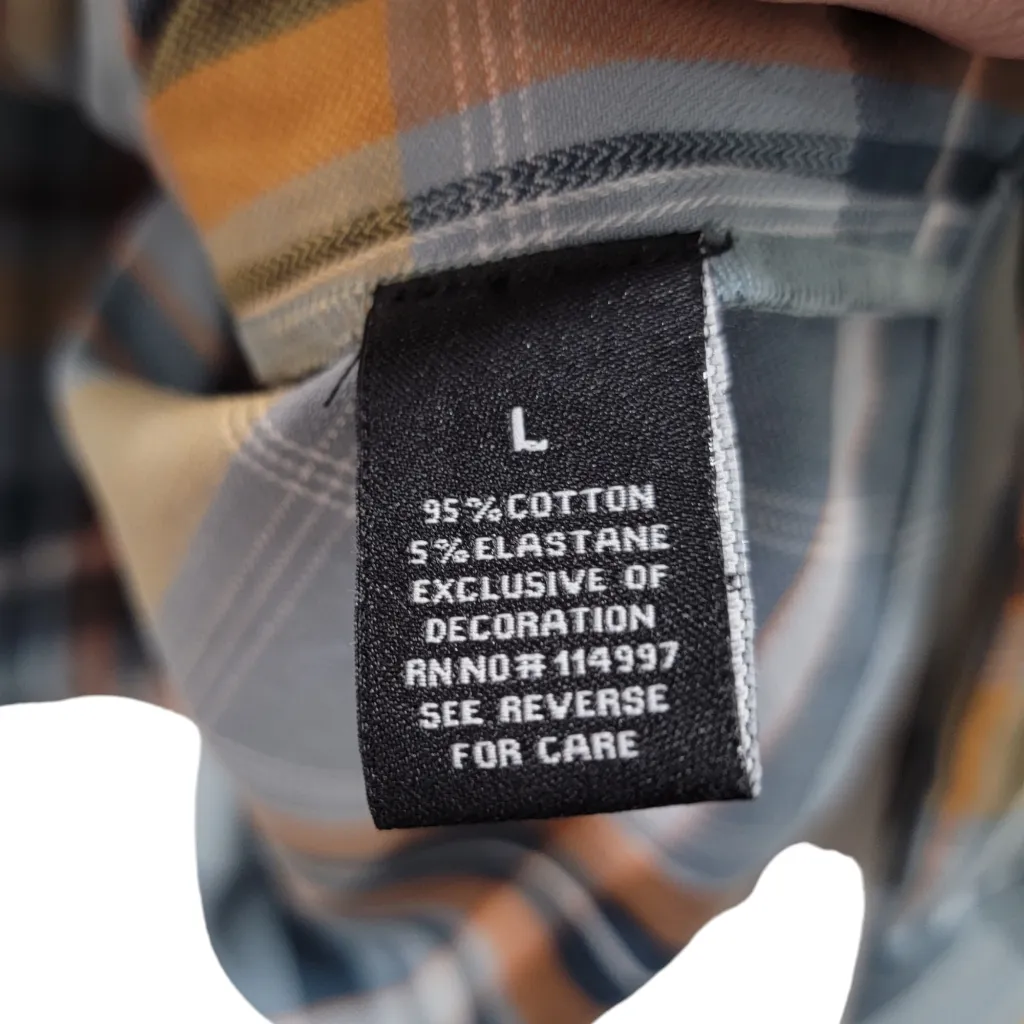 L
95%COTTON
5%ELASTANE
EXCLUSIVE OF
DECORATION
RN NO# 114997
SEE REVERSE
FOR CARE